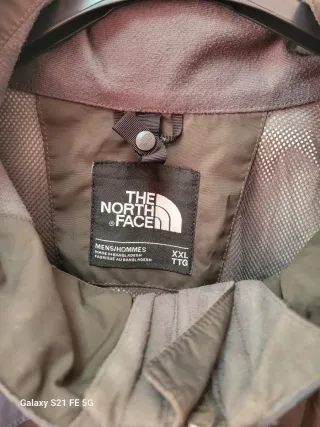 THE
NORTH
FACE
MENS/HOMMES
MADE IN BANGLADESH
FABRIQUÉ AU BANGLADESH
XXL
TTG
Galaxy S21 FE 5G